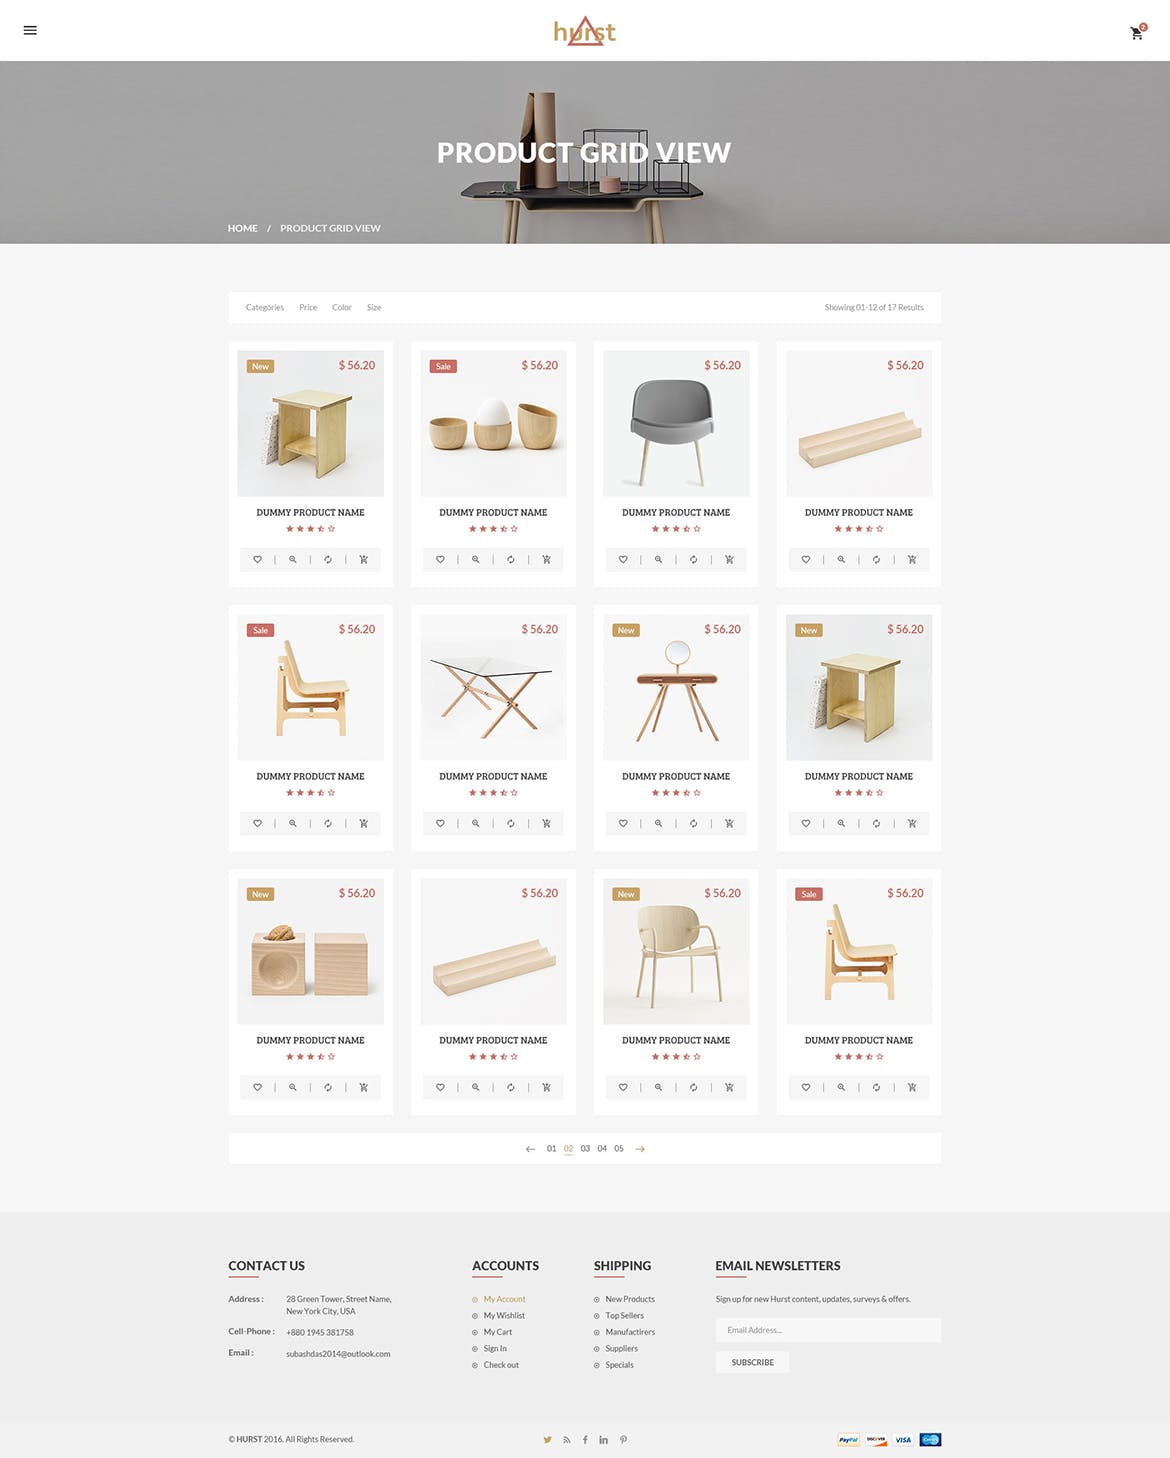 hurst
2
PRODUCT GRID VIEW
HOME / PRODUCT GRID VIEW
Categories Price Color Size Showing 01-12 of 17 Results
New $ 56.20 Sale $ 56.20 $ 56.20 $ 56.20
DUMMY PRODUCT NAME DUMMY PRODUCT NAME DUMMY PRODUCT NAME DUMMY PRODUCT NAME
Sale $ 56.20 $ 56.20 New $ 56.20 New $ 56.20
DUMMY PRODUCT NAME DUMMY PRODUCT NAME DUMMY PRODUCT NAME DUMMY PRODUCT NAME
New $ 56.20 $ 56.20 New $ 56.20 Sale $ 56.20
DUMMY PRODUCT NAME DUMMY PRODUCT NAME DUMMY PRODUCT NAME DUMMY PRODUCT NAME
01 02 03 04 05
CONTACT US
Address : 28 Green Tower, Street Name,
New York City, USA
Cell-Phone : +880 1945 381758
Email : subashdas2014@outlook.com
ACCOUNTS
My Account
My Wishlist
My Cart
Sign In
Check out
SHIPPING
New Products
Top Sellers
Manufactirers
Suppliers
Specials
EMAIL NEWSLETTERS
Sign up for new Hurst content, updates, surveys & offers.
Email Address...
SUBSCRIBE
© HURST 2016. All Rights Reserved.
PayPal DISCOVER VISA